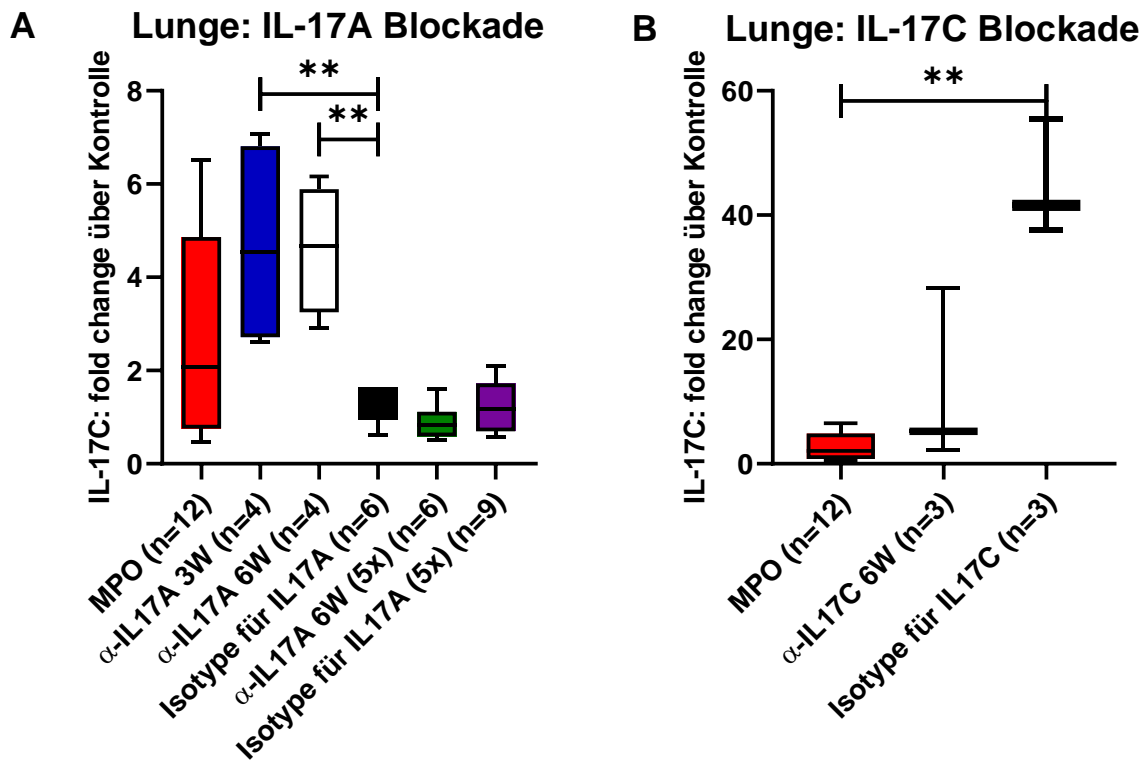 A
Lunge: IL-17A Blockade
IL-17C: fold change über Kontrolle
8
6
4
2
0
**
**
MPO (n=12)
α-IL17A 3W (n=4)
α-IL17A 6W (n=4)
Isotype für IL17A (n=6)
α-IL17A 6W (5x) (n=6)
Isotype für IL17A (5x) (n=9)
B
Lunge: IL-17C Blockade
IL-17C: fold change über Kontrolle
60
40
20
0
**
MPO (n=12)
α-IL17C 6W (n=3)
Isotype für IL17C (n=3)